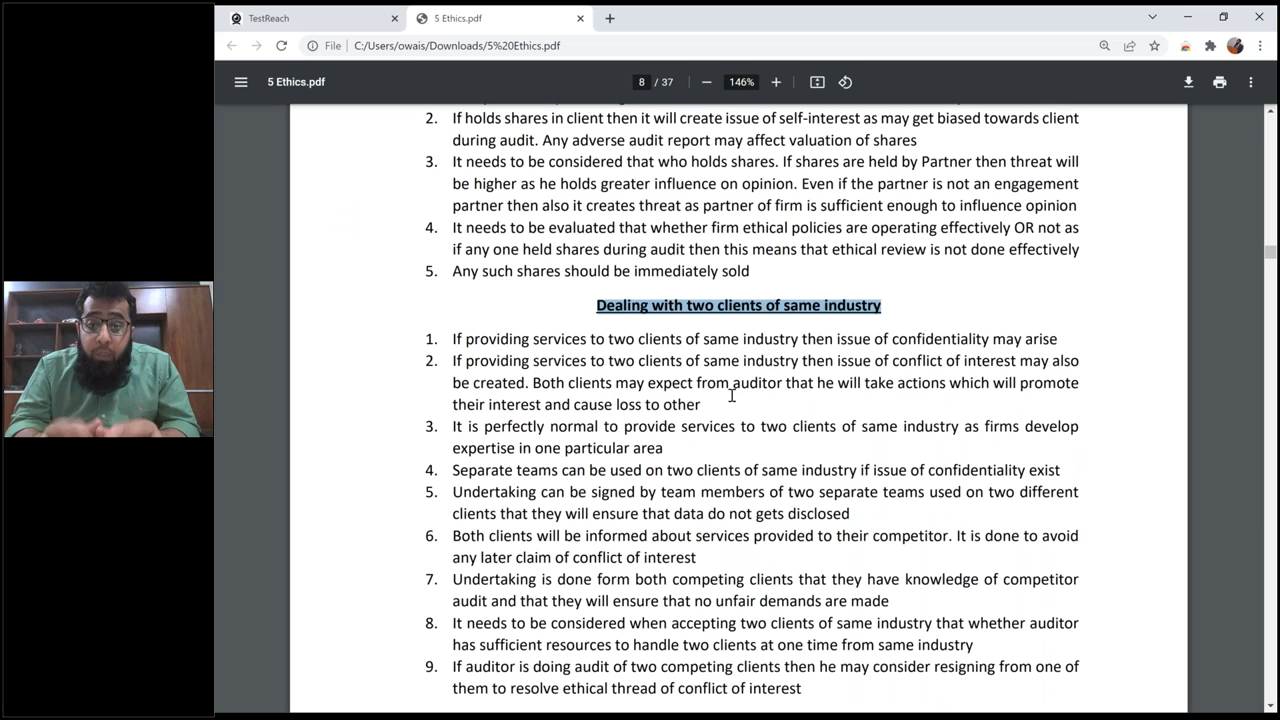 TestReach
5 Ethics.pdf
File
C:/Users/owais/Downloads/5%20Ethics.pdf
5 Ethics.pdf
8 / 37
146%
2. If holds shares in client then it will create issue of self-interest as may get biased towards client
during audit. Any adverse audit report may affect valuation of shares
3. It needs to be considered that who holds shares. If shares are held by Partner then threat will
be higher as he holds greater influence on opinion. Even if the partner is not an engagement
partner then also it creates threat as partner of firm is sufficient enough to influence opinion
4. It needs to be evaluated that whether firm ethical policies are operating effectively OR not as
if any one held shares during audit then this means that ethical review is not done effectively
5. Any such shares should be immediately sold
Dealing with two clients of same industry
1. If providing services to two clients of same industry then issue of confidentiality may arise
2. If providing services to two clients of same industry then issue of conflict of interest may also
be created. Both clients may expect from auditor that he will take actions which will promote
their interest and cause loss to other
3. It is perfectly normal to provide services to two clients of same industry as firms develop
expertise in one particular area
4. Separate teams can be used on two clients of same industry if issue of confidentiality exist
5. Undertaking can be signed by team members of two separate teams used on two different
clients that they will ensure that data do not gets disclosed
6. Both clients will be informed about services provided to their competitor. It is done to avoid
any later claim of conflict of interest
7. Undertaking is done form both competing clients that they have knowledge of competitor
audit and that they will ensure that no unfair demands are made
8. It needs to be considered when accepting two clients of same industry that whether auditor
has sufficient resources to handle two clients at one time from same industry
9. If auditor is doing audit of two competing clients then he may consider resigning from one of
them to resolve ethical thread of conflict of interest